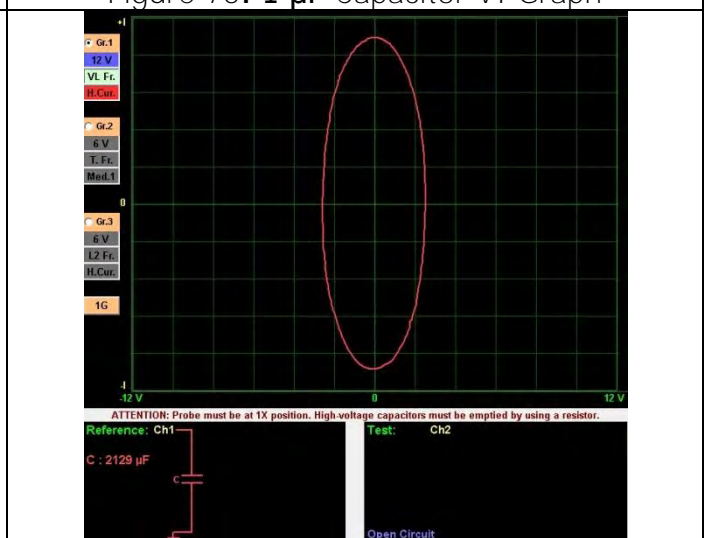 Figure 73. 1 µF Capacitor VI Graph
+I
Gr.1
12 V
VL Fr.
H.Cur.
Gr.2
6 V
T. Fr.
Med.1
0
Gr.3
6 V
L2 Fr.
H.Cur.
1G
-I
-12 V
0
12 V
ATTENTION: Probe must be at 1X position. High-voltage capacitors must be emptied by using a resistor.
Reference: Ch1
Test: Ch2
C : 2129 µF
C
Open Circuit